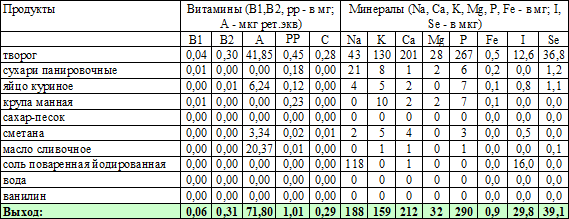 Продукты Витамины (B1,B2, pp - в мг; Минералы (Na, Ca, K, Mg, P, Fe - в мг; I,
А - мкг рет.экв) Se - в мкг)
B1 B2 A PP C Na K Ca Mg P Fe I Se
творог 0,04 0,30 41,85 0,45 0,28 43 130 201 28 267 0,5 12,6 36,8
сухари панировочные 0,01 0,00 0,00 0,18 0,00 21 8 1 2 6 0,2 0,0 1,2
яйцо куриное 0,00 0,01 6,24 0,12 0,00 4 5 2 0 7 0,1 0,8 1,1
крупа манная 0,01 0,00 0,00 0,23 0,00 0 10 2 2 7 0,1 0,0 0,0
сахар-песок 0,00 0,00 0,00 0,00 0,00 0 0 0 0 0 0,0 0,0 0,0
сметана 0,00 0,00 3,34 0,02 0,01 2 5 4 0 3 0,0 0,5 0,0
масло сливочное 0,00 0,00 20,37 0,01 0,00 0 1 1 0 1 0,0 0,0 0,1
соль поваренная йодированная 0,00 0,00 0,00 0,00 0,00 118 0 1 0 0 0,0 16,0 0,0
вода 0,00 0,00 0,00 0,00 0,00 0 0 0 0 0 0,0 0,0 0,0
ванилин 0,00 0,00 0,00 0,00 0,00 0 0 0 0 0 0,0 0,0 0,0
Выход: 0,06 0,31 71,80 1,01 0,29 188 159 212 32 290 0,9 29,8 39,1